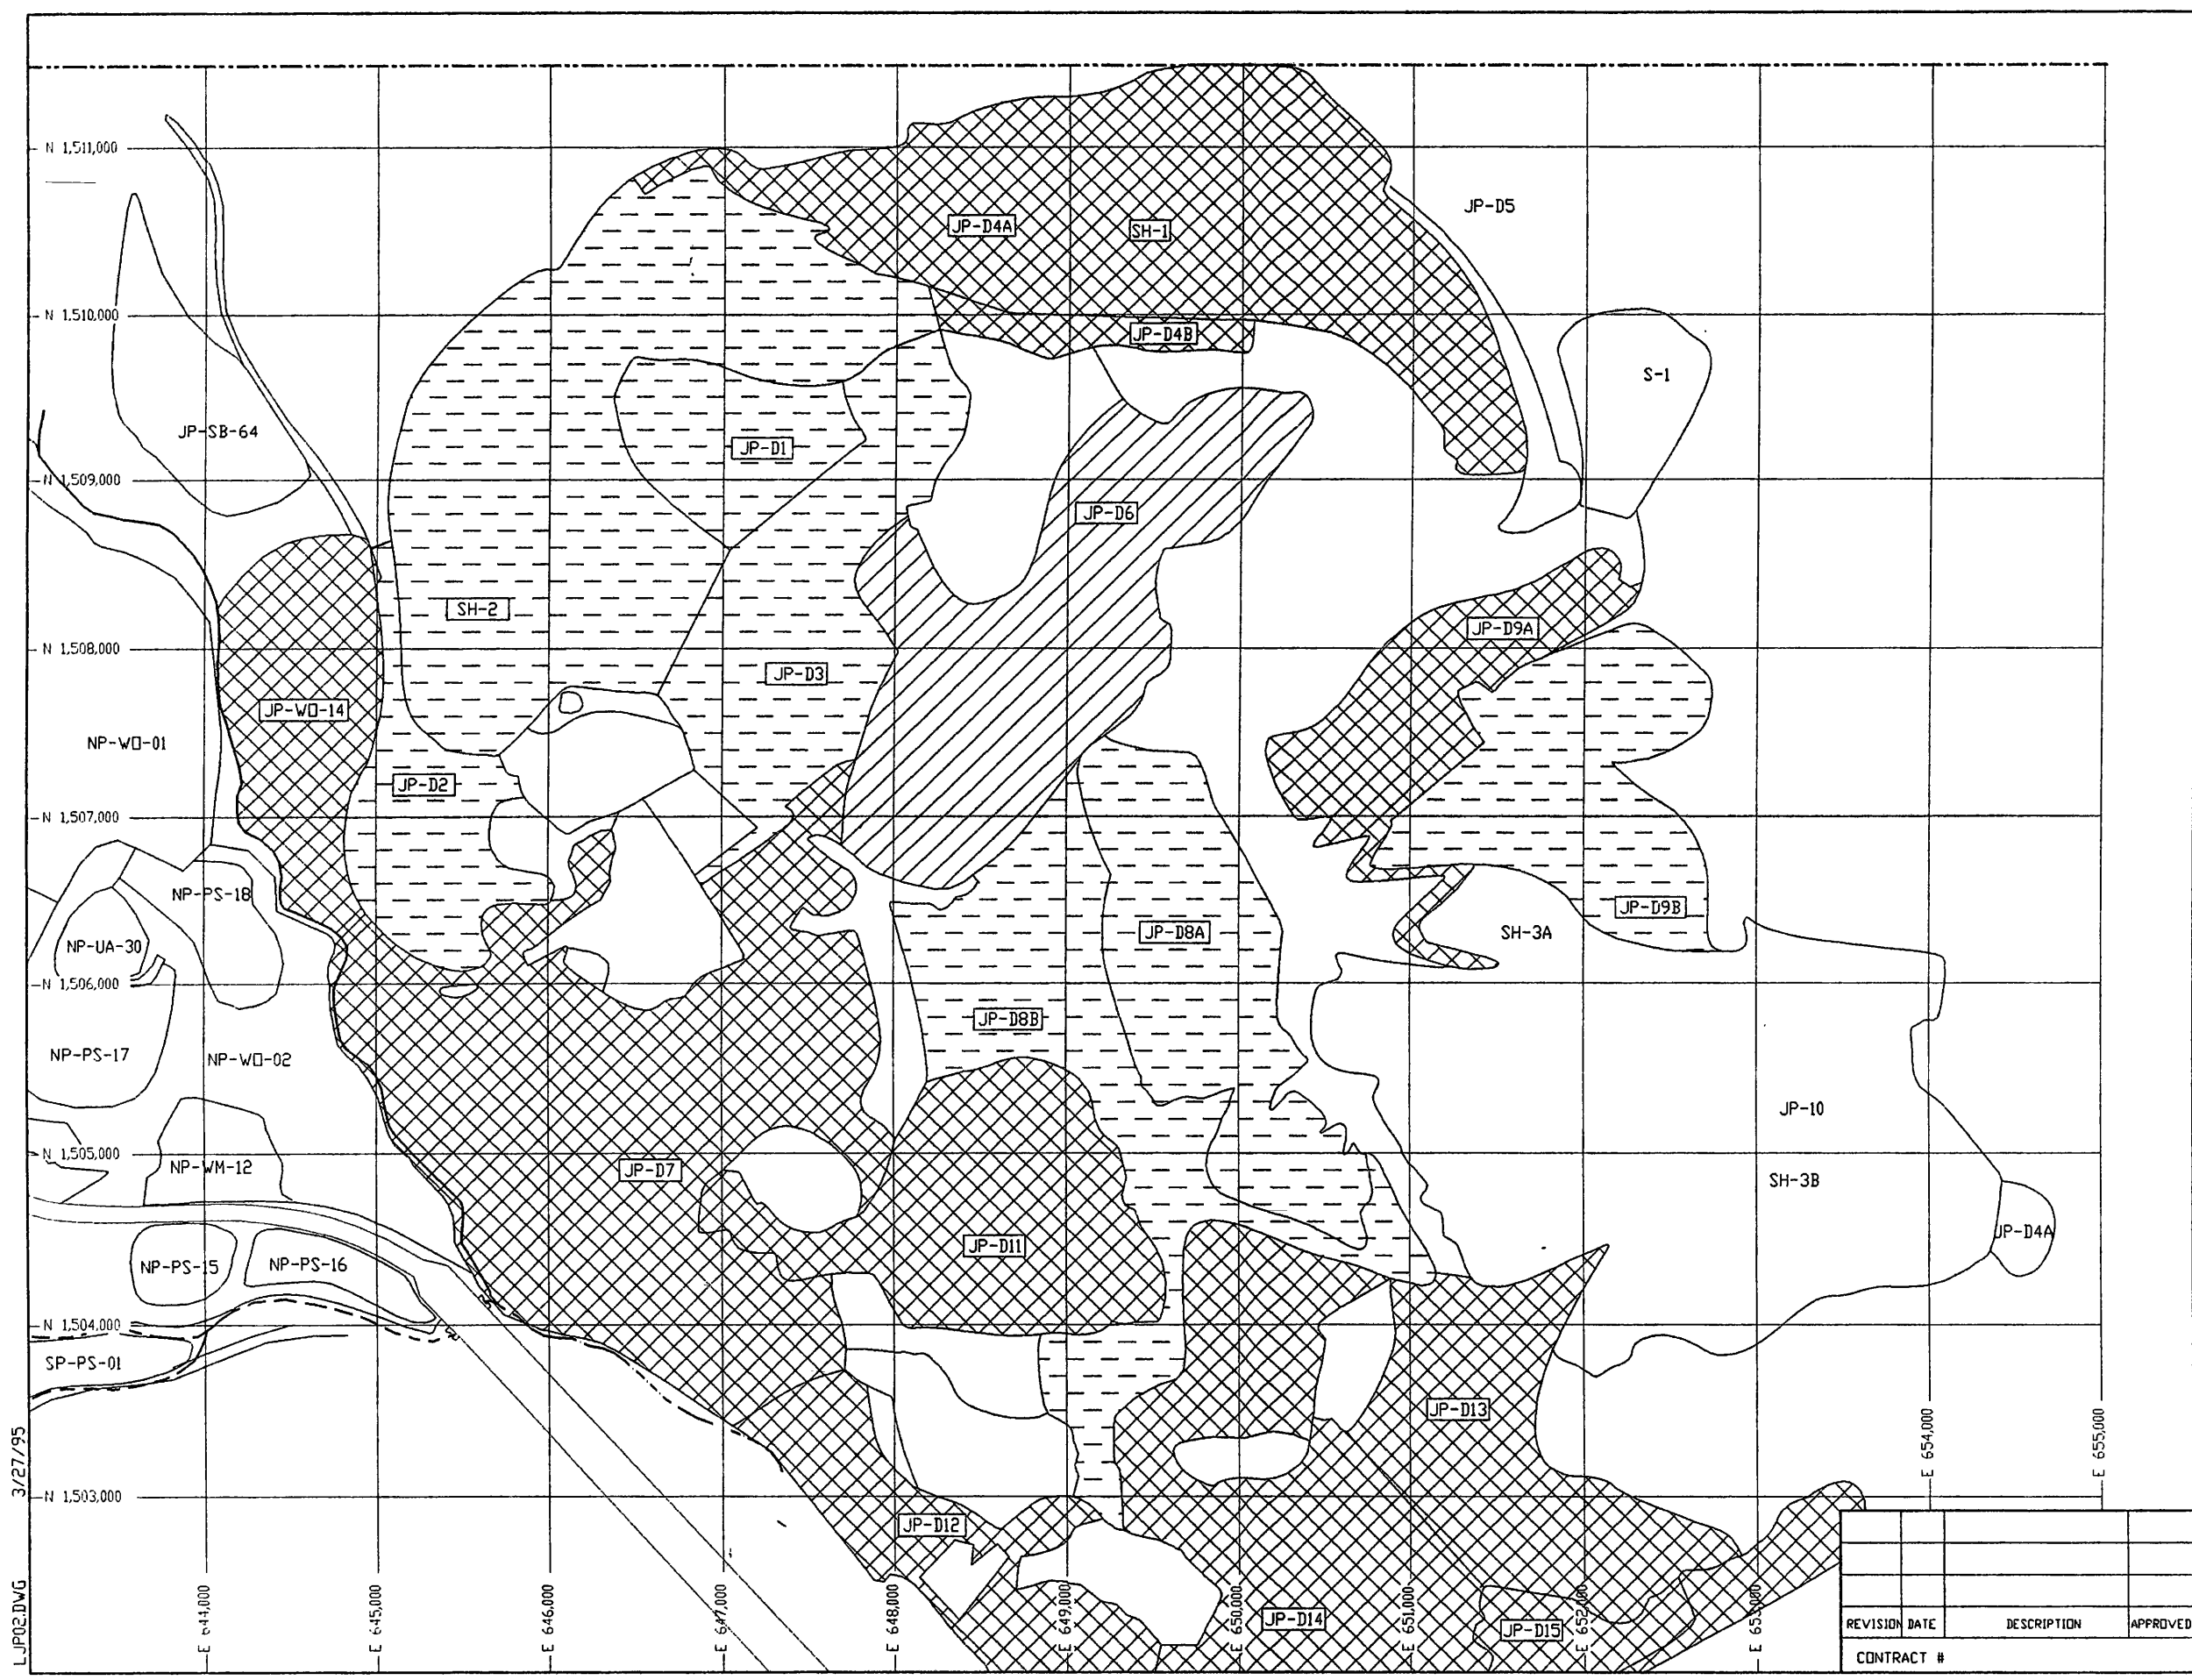 N 1,511,000
JP-D5
JP-D4A
SH-1
N 1,510,000
JP-D4B
S-1
JP-SB-64
JP-D1
N 1,509,000
JP-D6
SH-2
JP-D9A
N 1,508,000
JP-D3
JP-WO-14
NP-WO-01
JP-D2
N 1,507,000
NP-PS-18
JP-D9B
JP-D8A
SH-3A
NP-UA-30
N 1,506,000
JP-D8B
NP-PS-17
NP-WO-02
JP-10
N 1,505,000
NP-WM-12
JP-D7
SH-3B
JP-D4A
JP-D11
NP-PS-15
NP-PS-16
N 1,504,000
SP-PS-01
JP-D13
N 1,503,000
JP-D12
JP-D14
JP-D15
E 644,000
E 645,000
E 646,000
E 647,000
E 648,000
E 649,000
E 650,000
E 651,000
E 652,000
E 653,000
E 654,000
E 655,000
LJP02.DWG 3/27/95
REVISION DATE DESCRIPTION APPROVED
CONTRACT #